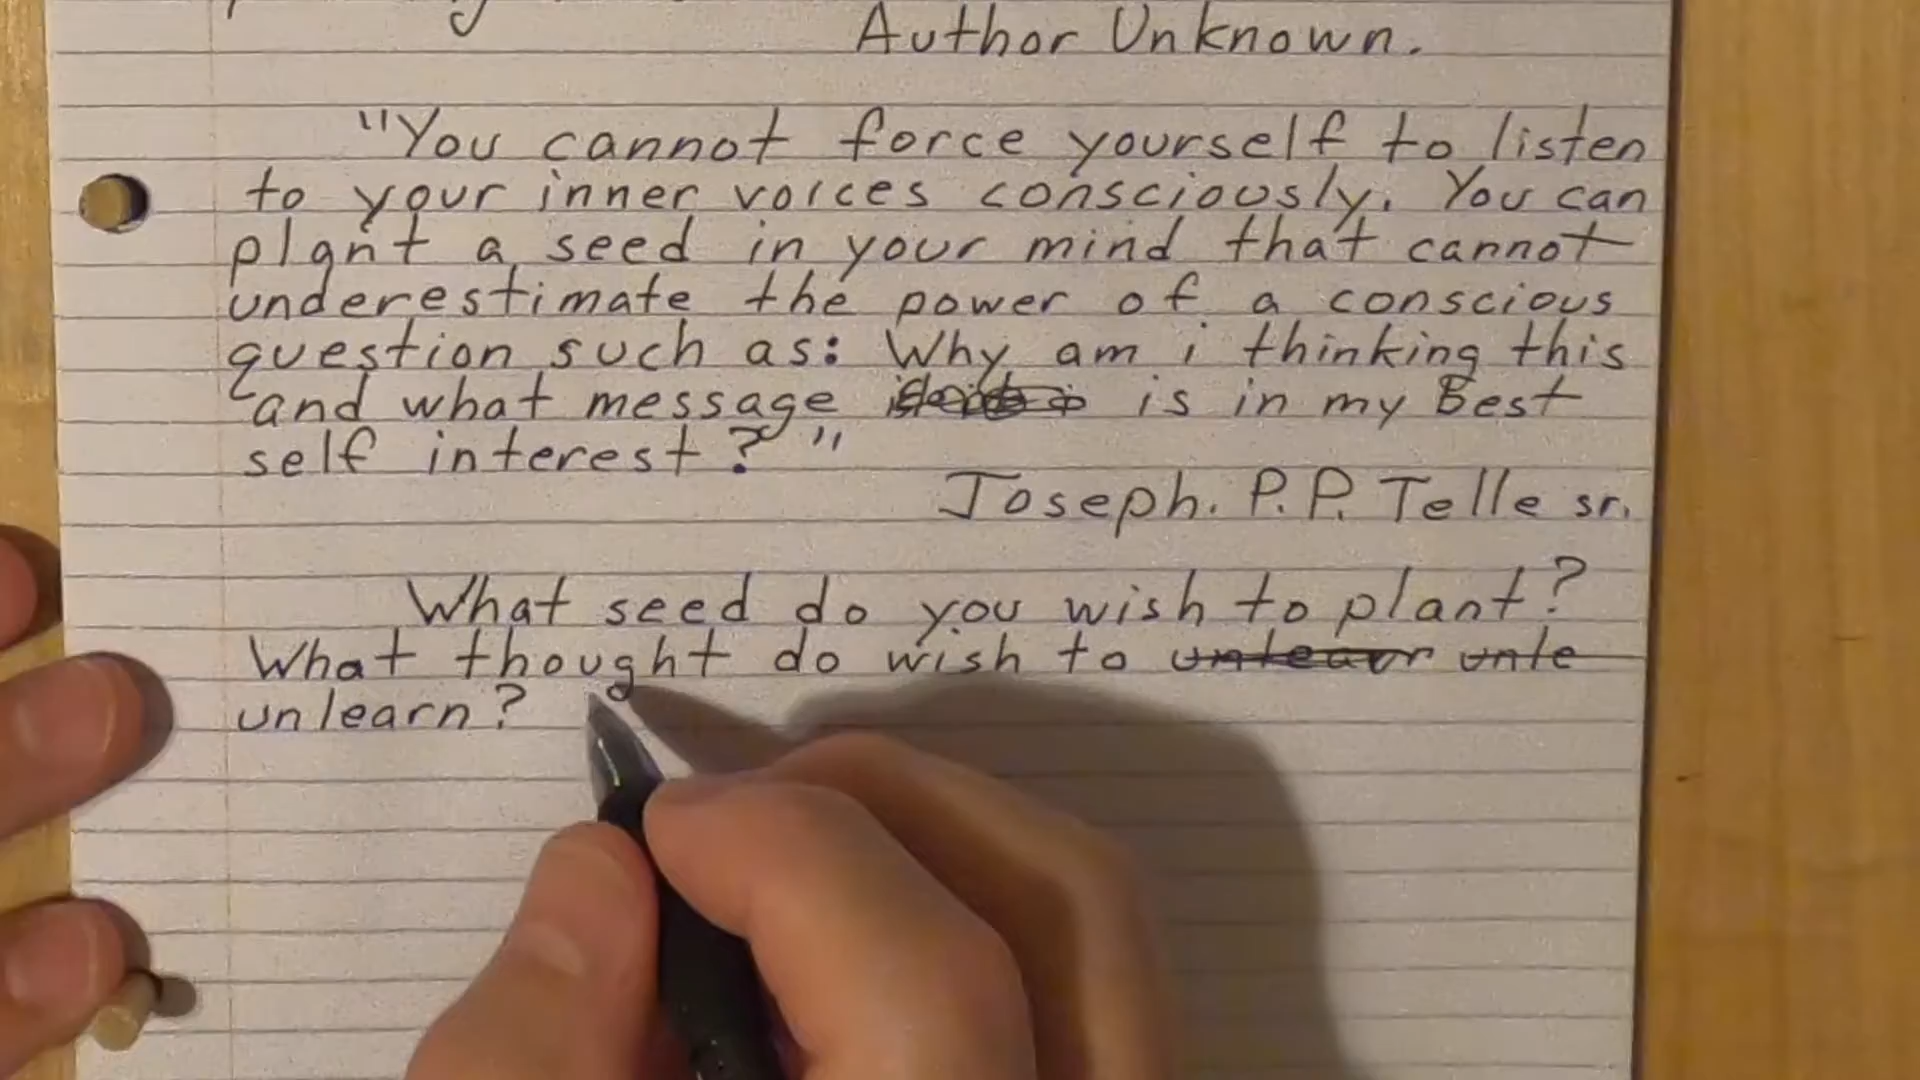 Author Unknown.
"You cannot force yourself to listen
to your inner voices consciously. You can
plant a seed in your mind that cannot
underestimate the power of a conscious
question such as: Why am i thinking this
and what message is in my Best
self interest?"
Joseph. P.P. Telle sr.
What seed do you wish to plant?
What thought do wish to unlear unle
unlearn?